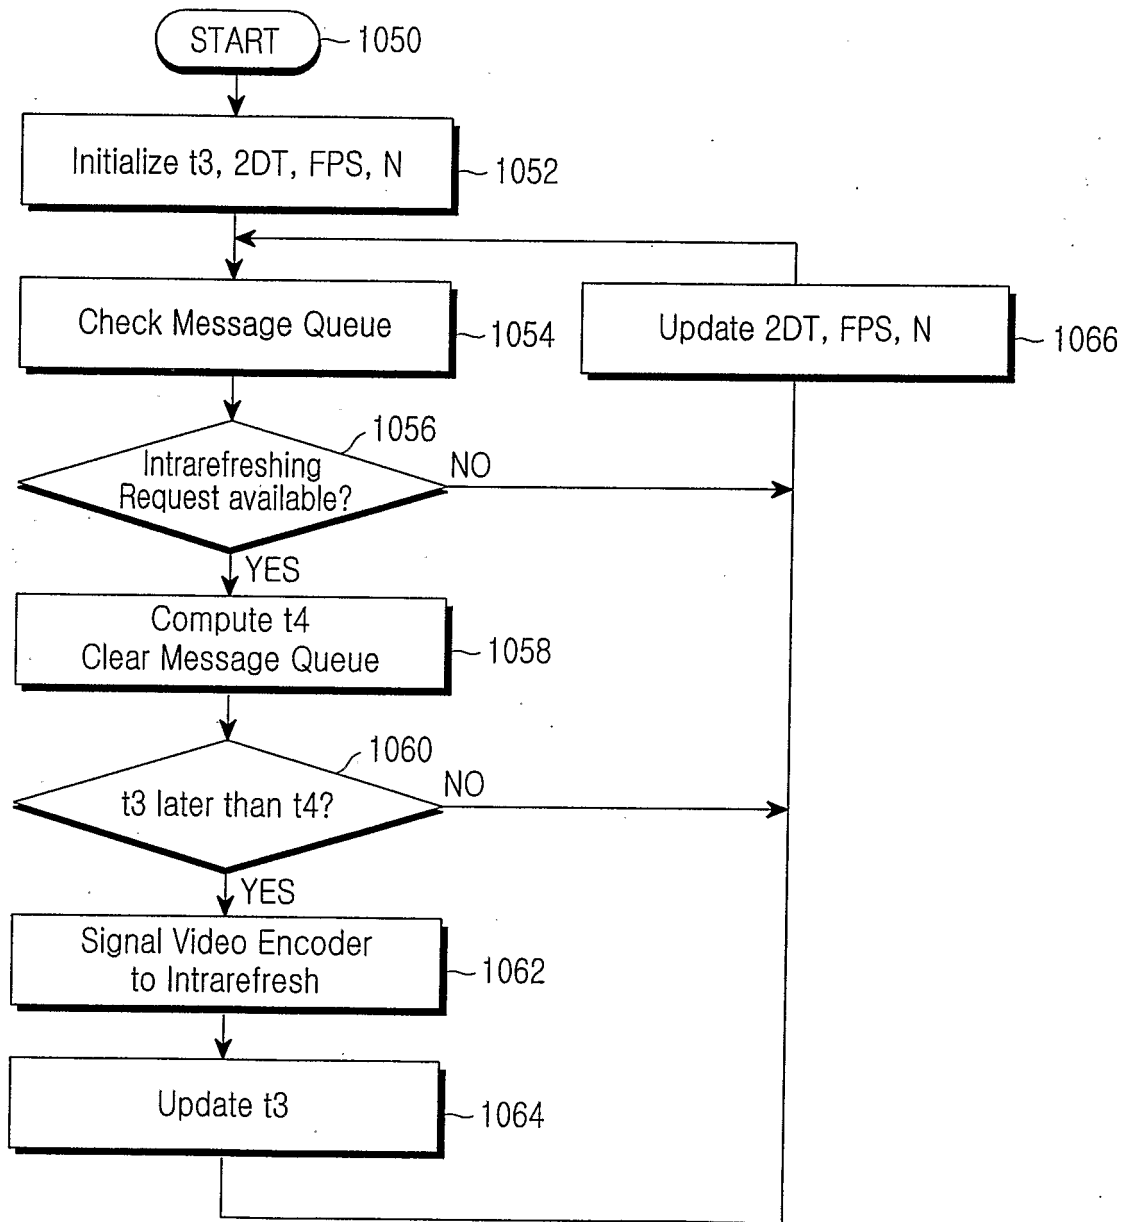 START
1050
Initialize t3, 2DT, FPS, N
1052
Check Message Queue
1054
Update 2DT, FPS, N
1066
1056
Intrarefreshing
Request available?
NO
YES
Compute t4
Clear Message Queue
1058
1060
t3 later than t4?
NO
YES
Signal Video Encoder
to Intrarefresh
1062
Update t3
1064